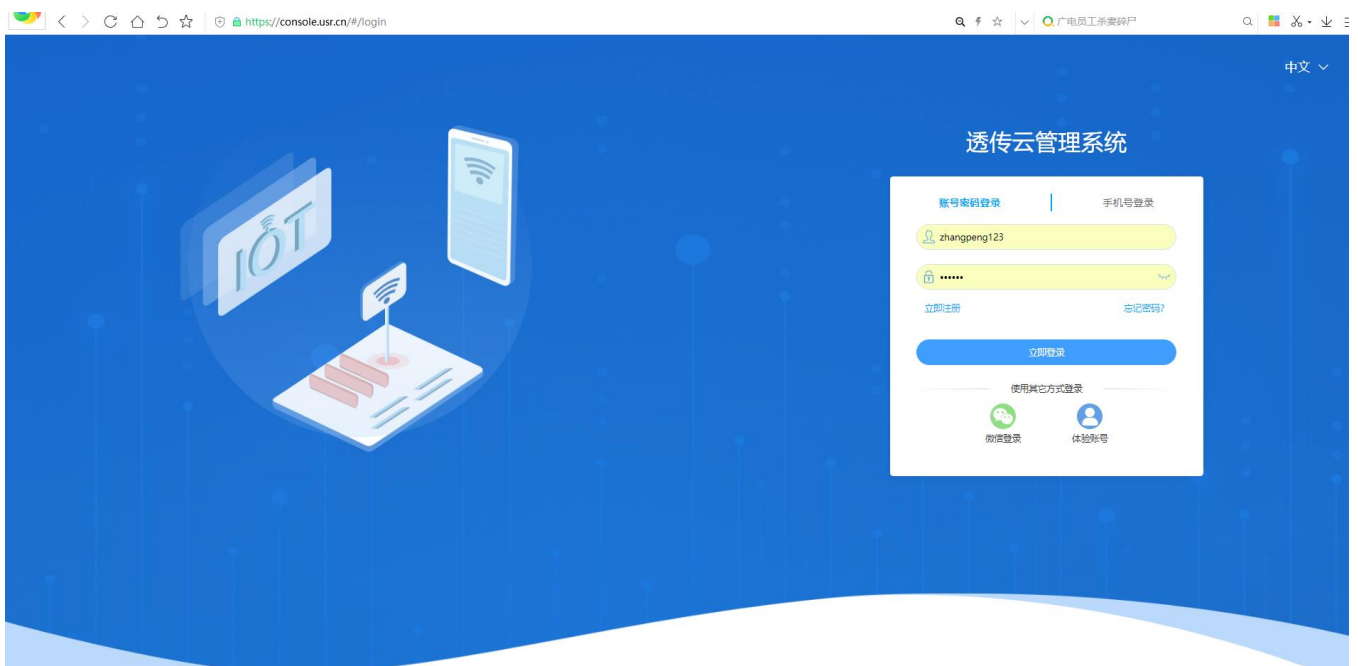 https://console.usr.cn/#/login
广电员工杀妻碎尸
中文
IOT
透传云管理系统
账号密码登录
手机号登录
zhangpeng123
••••••
立即注册
忘记密码?
立即登录
使用其它方式登录
微信登录
体验账号